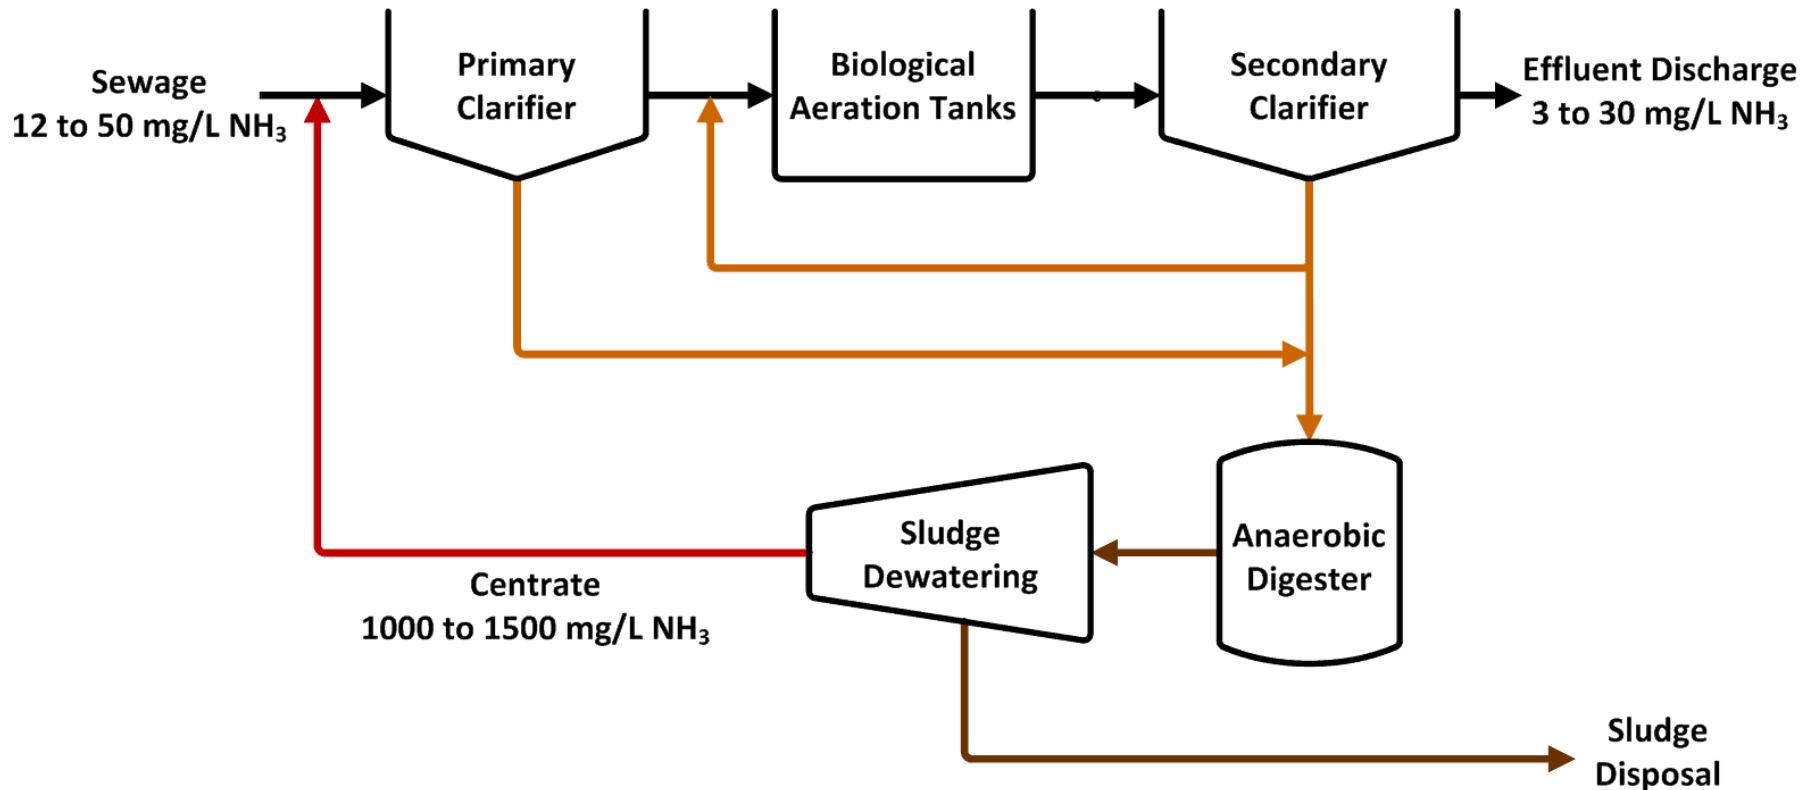 Sewage
12 to 50 mg/L NH₃
Primary
Clarifier
Biological
Aeration Tanks
Secondary
Clarifier
Effluent Discharge
3 to 30 mg/L NH₃
Sludge
Dewatering
Anaerobic
Digester
Centrate
1000 to 1500 mg/L NH₃
Sludge
Disposal